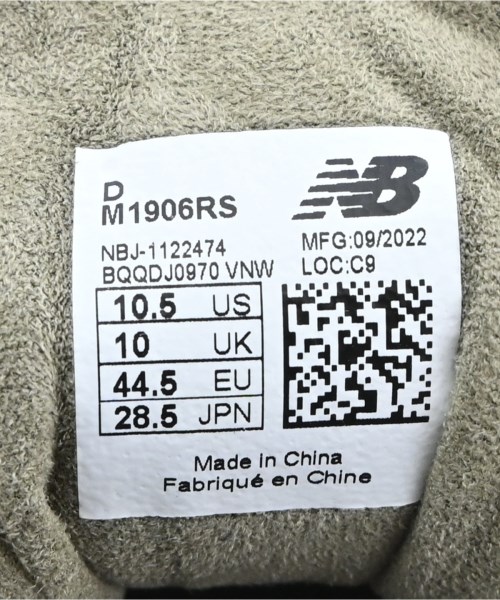 D
M1906RS
NB
NBJ-1122474
MFG:09/2022
BQQDJ0970 VNW
LOC:C9
10.5 US
10 UK
44.5 EU
28.5 JPN
Made in China
Fabriqué en Chine